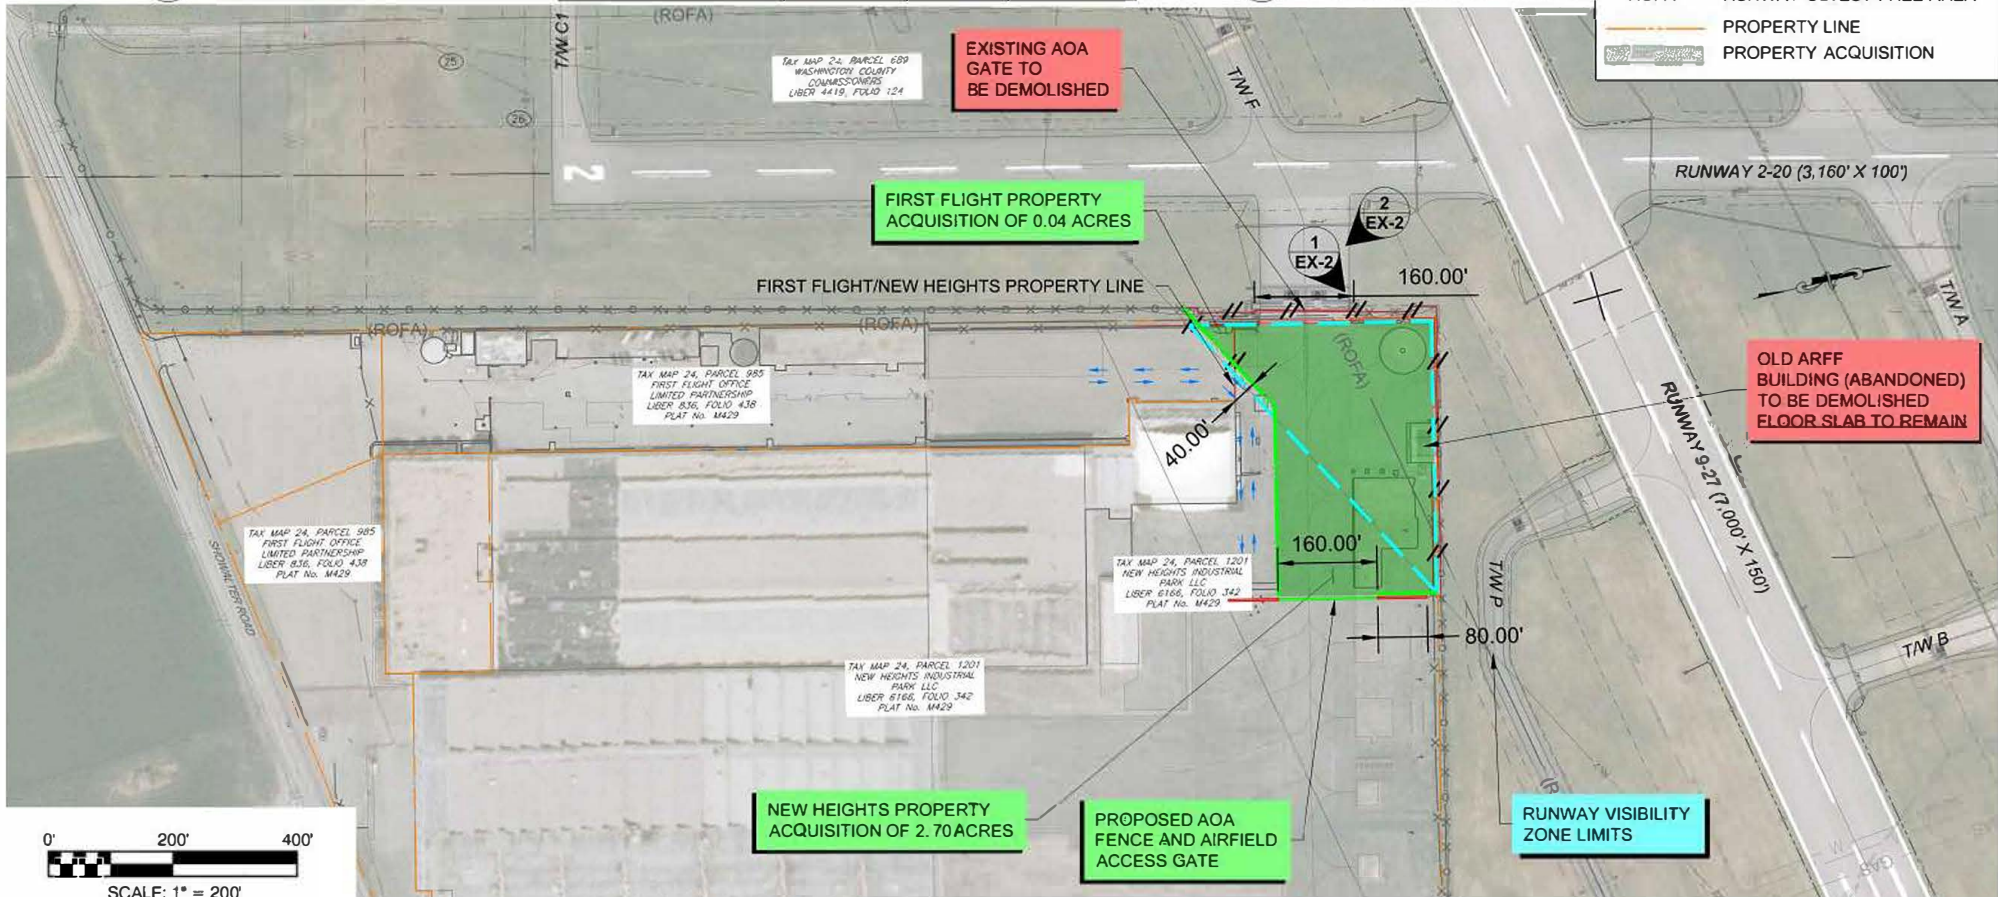 (ROFA)
T/W C1
25
26
TAX MAP 24, PARCEL 689
WASHINGTON COUNTY
COMMISSIONERS
LIBER 4419, FOLIO 124
EXISTING AOA
GATE TO
BE DEMOLISHED
T/W F
PROPERTY LINE
PROPERTY ACQUISITION
2
RUNWAY 2-20 (3,160' X 100')
FIRST FLIGHT PROPERTY
ACQUISITION OF 0.04 ACRES
2
EX-2
1
EX-2
160.00'
FIRST FLIGHT/NEW HEIGHTS PROPERTY LINE
T/W A
(ROFA)
(ROFA)
(ROFA)
TAX MAP 24, PARCEL 985
FIRST FLIGHT OFFICE
LIMITED PARTNERSHIP
LIBER 836, FOLIO 438
PLAT No. M429
OLD ARFF
BUILDING (ABANDONED)
TO BE DEMOLISHED
FLOOR SLAB TO REMAIN
40.00'
RUNWAY 9-27 (7,000' X 150')
TAX MAP 24, PARCEL 985
FIRST FLIGHT OFFICE
LIMITED PARTNERSHIP
LIBER 836, FOLIO 438
PLAT No. M429
SHOWALTER ROAD
160.00'
TAX MAP 24, PARCEL 1201
NEW HEIGHTS INDUSTRIAL
PARK LLC
LIBER 6166, FOLIO 342
PLAT No. M429
T/W P
80.00'
T/W B
TAX MAP 24, PARCEL 1201
NEW HEIGHTS INDUSTRIAL
PARK LLC
LIBER 6166, FOLIO 342
PLAT No. M429
NEW HEIGHTS PROPERTY
ACQUISITION OF 2.70 ACRES
PROPOSED AOA
FENCE AND AIRFIELD
ACCESS GATE
RUNWAY VISIBILITY
ZONE LIMITS
GAS
0' 200' 400'
SCALE: 1" = 200'